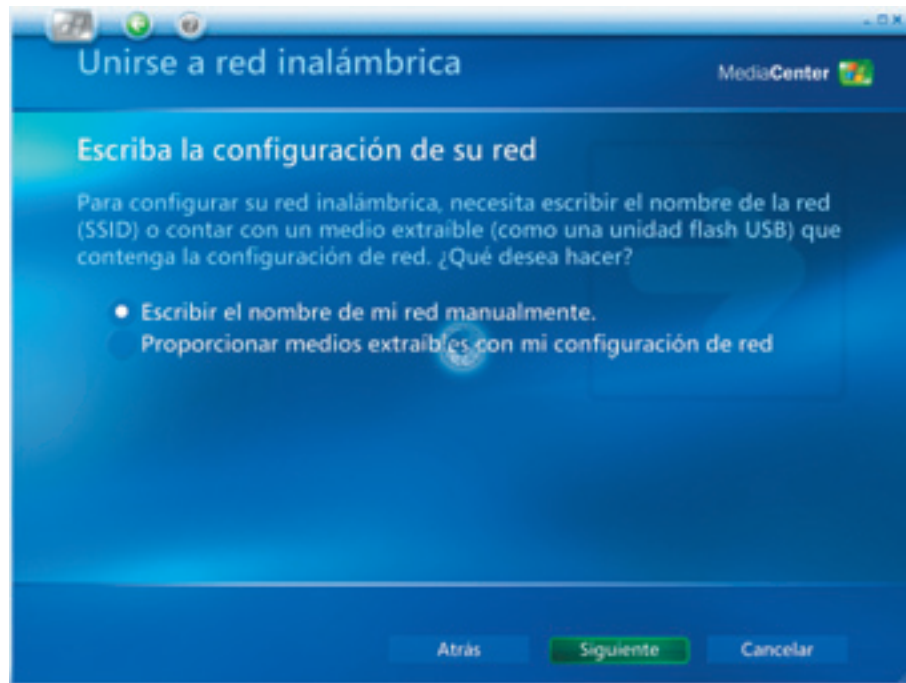 Unirse a red inalámbrica
MediaCenter
Escriba la configuración de su red
Para configurar su red inalámbrica, necesita escribir el nombre de la red
(SSID) o contar con un medio extraíble (como una unidad flash USB) que
contenga la configuración de red. ¿Qué desea hacer?
Escribir el nombre de mi red manualmente.
Proporcionar medios extraíbles con mi configuración de red
Atrás
Siguiente
Cancelar